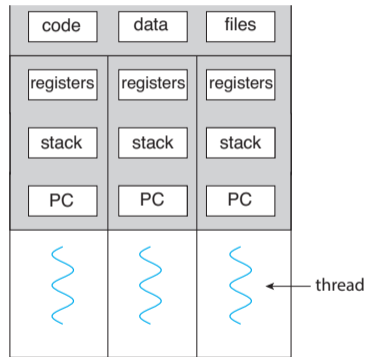 code data files
registers registers registers
stack stack stack
PC PC PC
thread